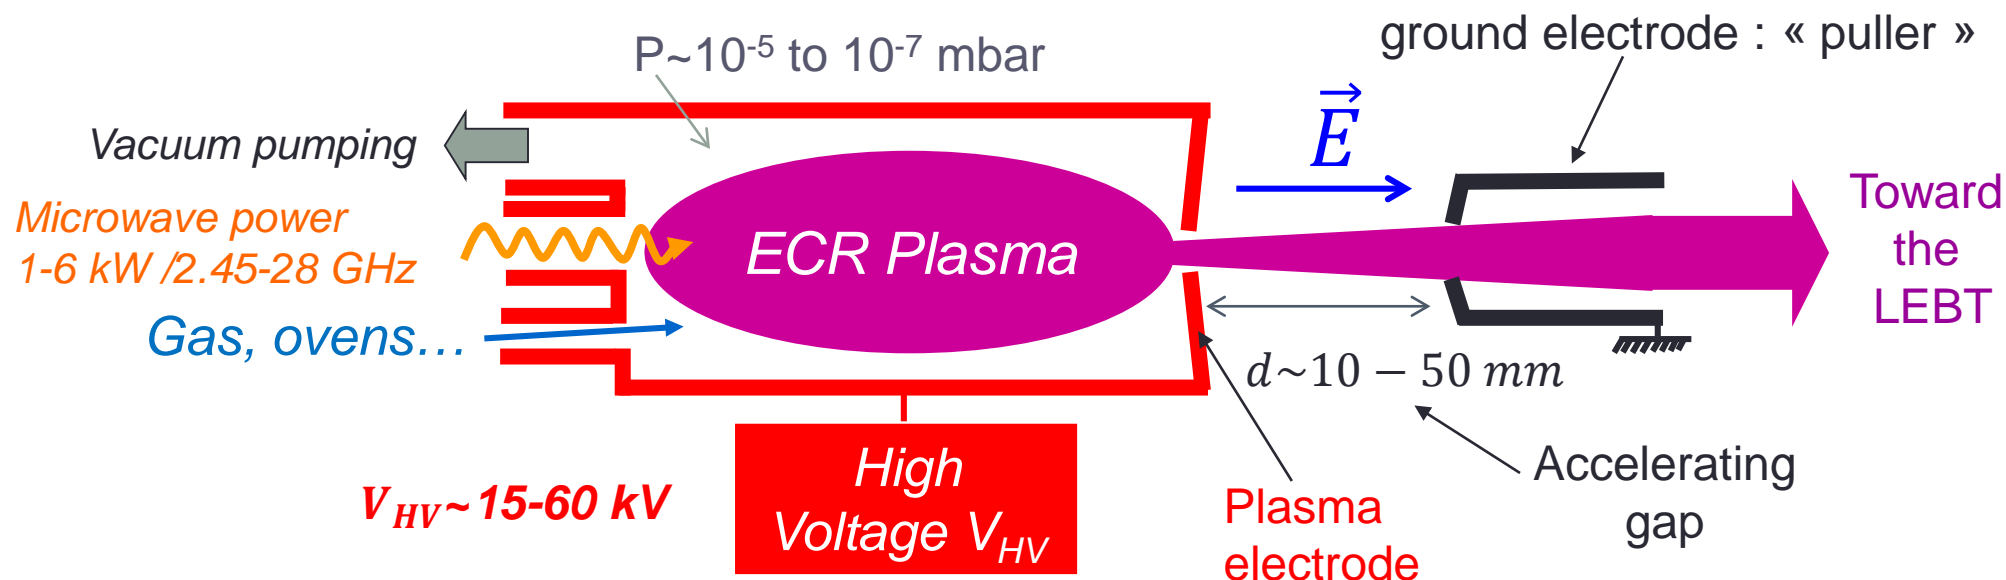 P~10⁻⁵ to 10⁻⁷ mbar
ground electrode : « puller »
Vacuum pumping
Microwave power
1-6 kW /2.45-28 GHz
Gas, ovens…
ECR Plasma
E⃗
Toward
the
LEBT
d~10 − 50 mm
Accelerating
gap
V_HV~15-60 kV
High
Voltage V_HV
Plasma
electrode